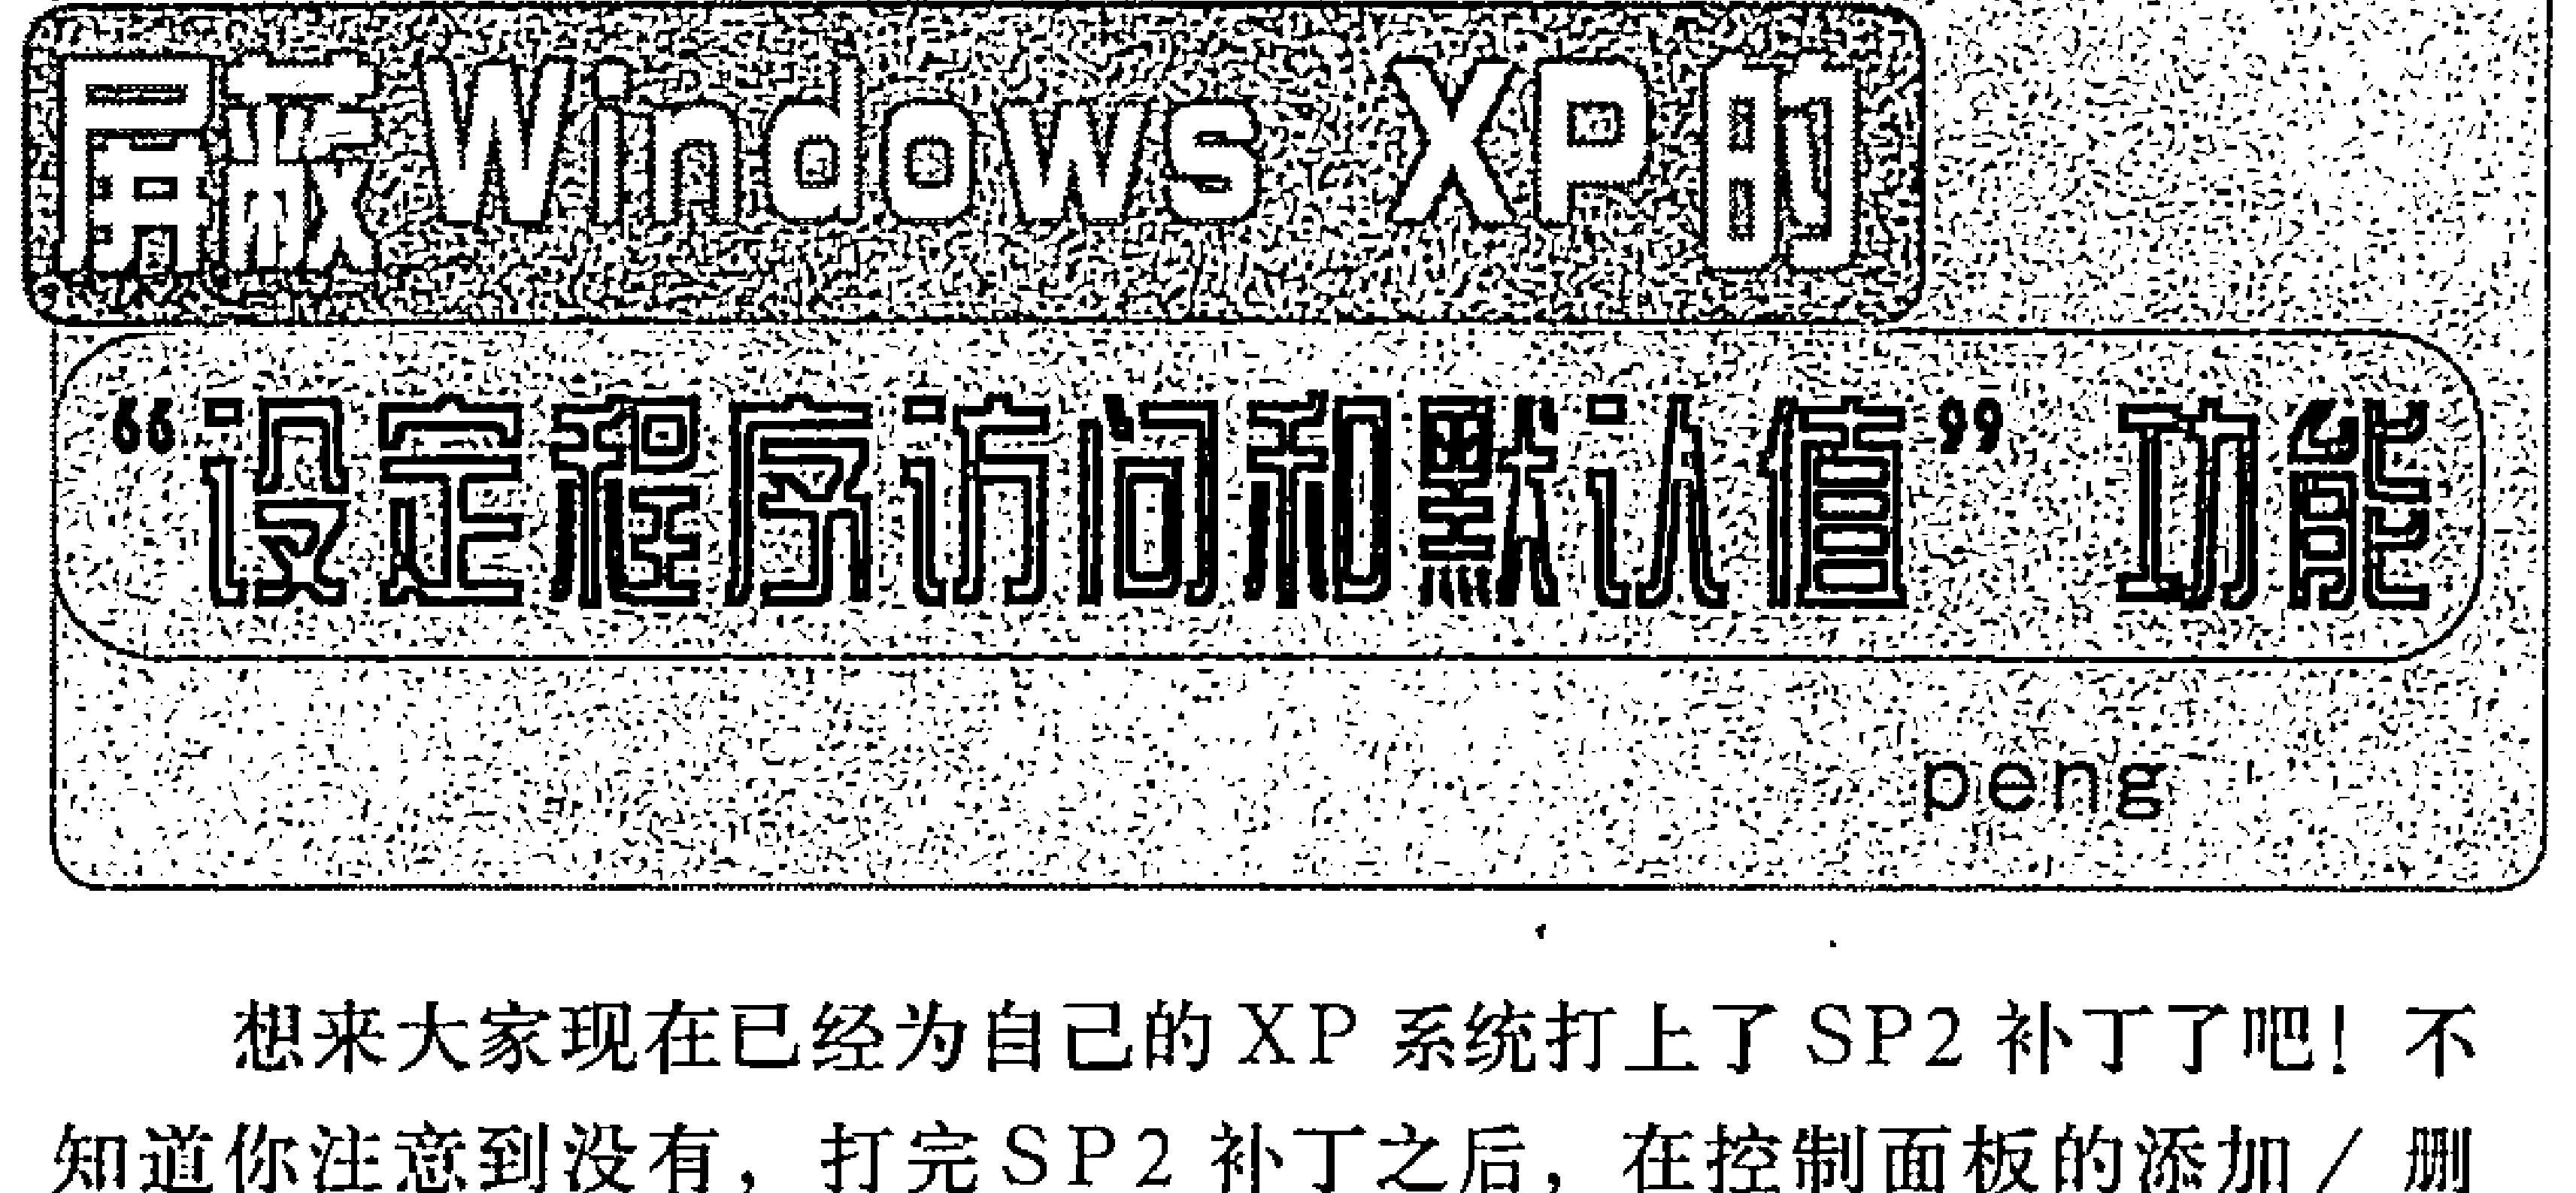 屏蔽Windows XP的
“设定程序访问和默认值”功能
peng
想来大家现在已经为自己的XP系统打上了SP2补丁了吧！不
知道你注意到没有，打完SP2补丁之后，在控制面板的添加/删